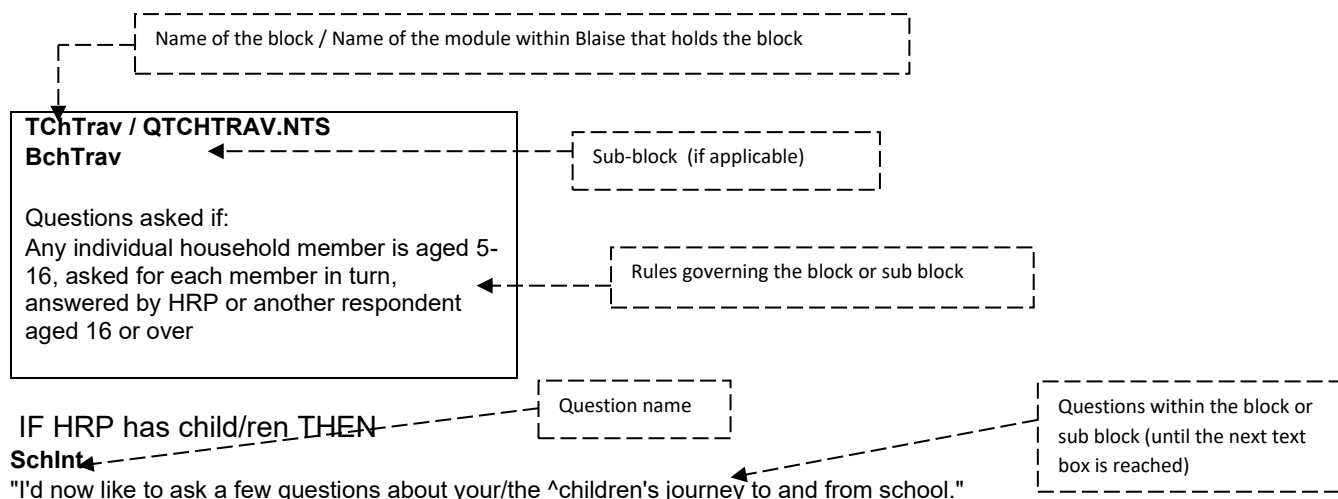 Name of the block / Name of the module within Blaise that holds the block
TChTrav / QTCHTRAV.NTS
BchTrav
Sub-block (if applicable)
Questions asked if:
Any individual household member is aged 5-
16, asked for each member in turn,
answered by HRP or another respondent
aged 16 or over
Rules governing the block or sub block
Question name
Questions within the block or
sub block (until the next text
box is reached)
IF HRP has child/ren THEN
SchInt
"I'd now like to ask a few questions about your/the ^children's journey to and from school."